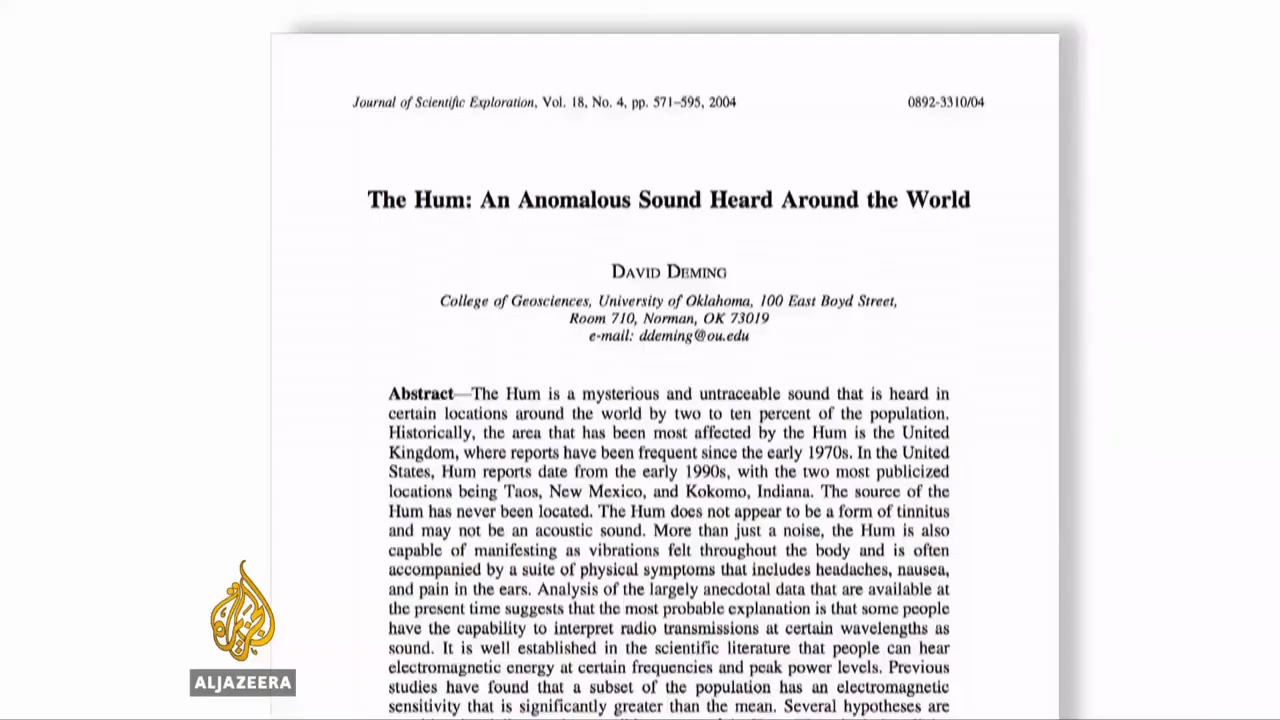 Journal of Scientific Exploration, Vol. 18, No. 4, pp. 571–595, 2004 0892-3310/04
The Hum: An Anomalous Sound Heard Around the World
DAVID DEMING
College of Geosciences, University of Oklahoma, 100 East Boyd Street,
Room 710, Norman, OK 73019
e-mail: ddeming@ou.edu
Abstract—The Hum is a mysterious and untraceable sound that is heard in
certain locations around the world by two to ten percent of the population.
Historically, the area that has been most affected by the Hum is the United
Kingdom, where reports have been frequent since the early 1970s. In the United
States, Hum reports date from the early 1990s, with the two most publicized
locations being Taos, New Mexico, and Kokomo, Indiana. The source of the
Hum has never been located. The Hum does not appear to be a form of tinnitus
and may not be an acoustic sound. More than just a noise, the Hum is also
capable of manifesting as vibrations felt throughout the body and is often
accompanied by a suite of physical symptoms that includes headaches, nausea,
and pain in the ears. Analysis of the largely anecdotal data that are available at
the present time suggests that the most probable explanation is that some people
have the capability to interpret radio transmissions at certain wavelengths as
sound. It is well established in the scientific literature that people can hear
electromagnetic energy at certain frequencies and peak power levels. Previous
studies have found that a subset of the population has an electromagnetic
sensitivity that is significantly greater than the mean. Several hypotheses are
الجزيرة
ALJAZEERA